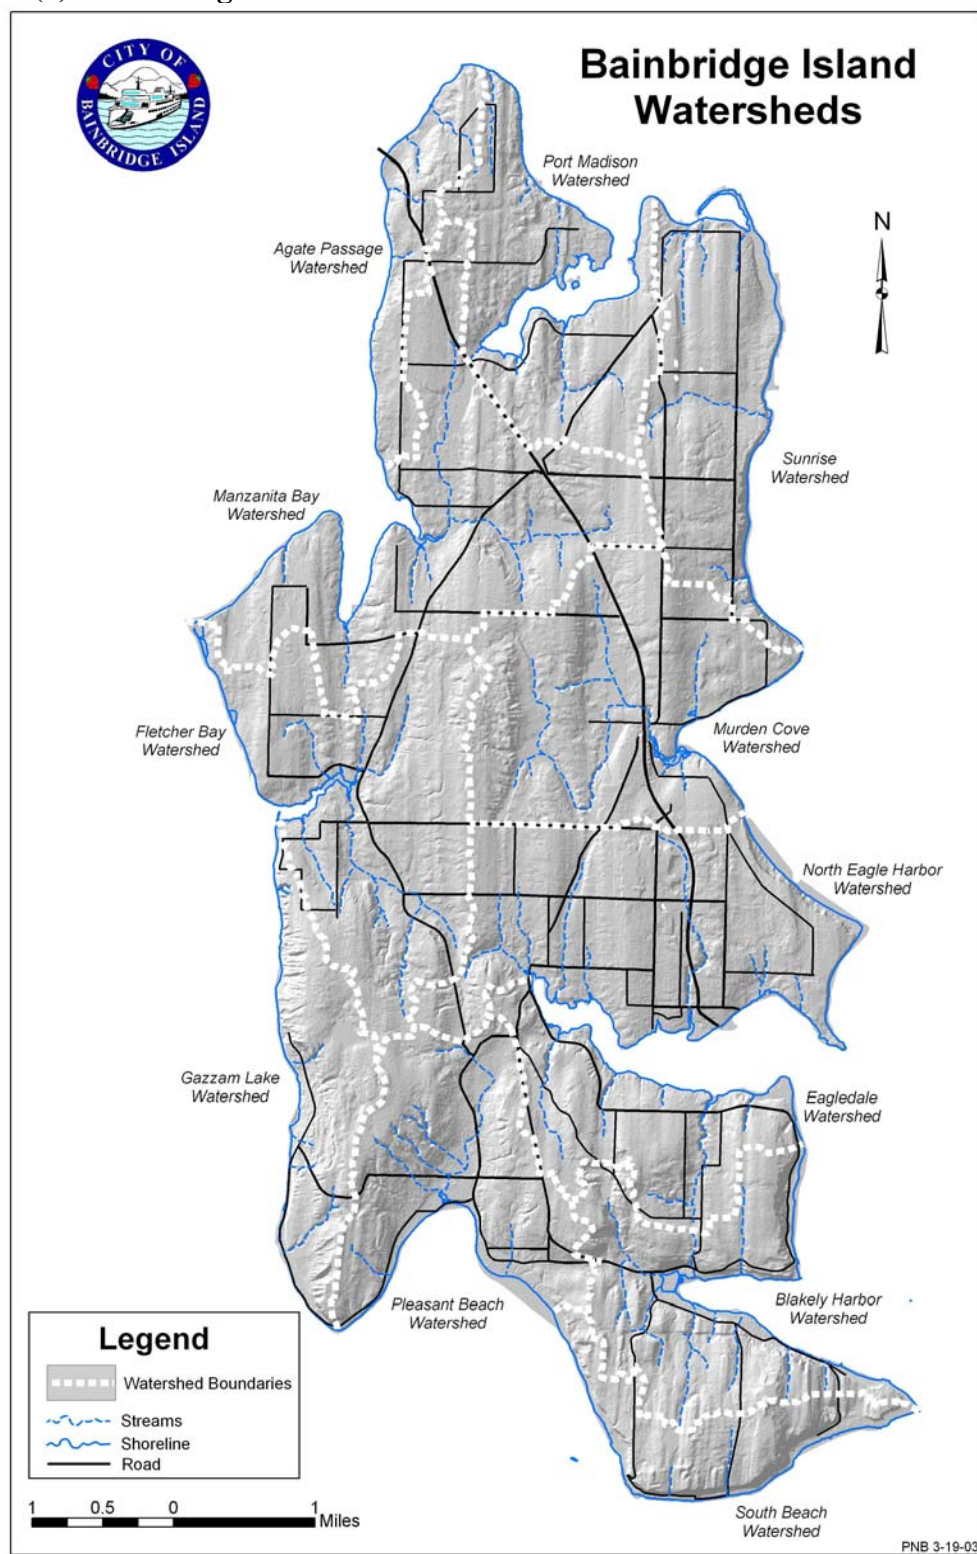 CITY OF
BAINBRIDGE ISLAND
Bainbridge Island
Watersheds
Port Madison
Watershed
N
Agate Passage
Watershed
Sunrise
Watershed
Manzanita Bay
Watershed
Fletcher Bay
Watershed
Murden Cove
Watershed
North Eagle Harbor
Watershed
Gazzam Lake
Watershed
Eagledale
Watershed
Pleasant Beach
Watershed
Blakely Harbor
Watershed
Legend
Watershed Boundaries
Streams
Shoreline
Road
1 0.5 0 1
Miles
South Beach
Watershed
PNB 3-19-03